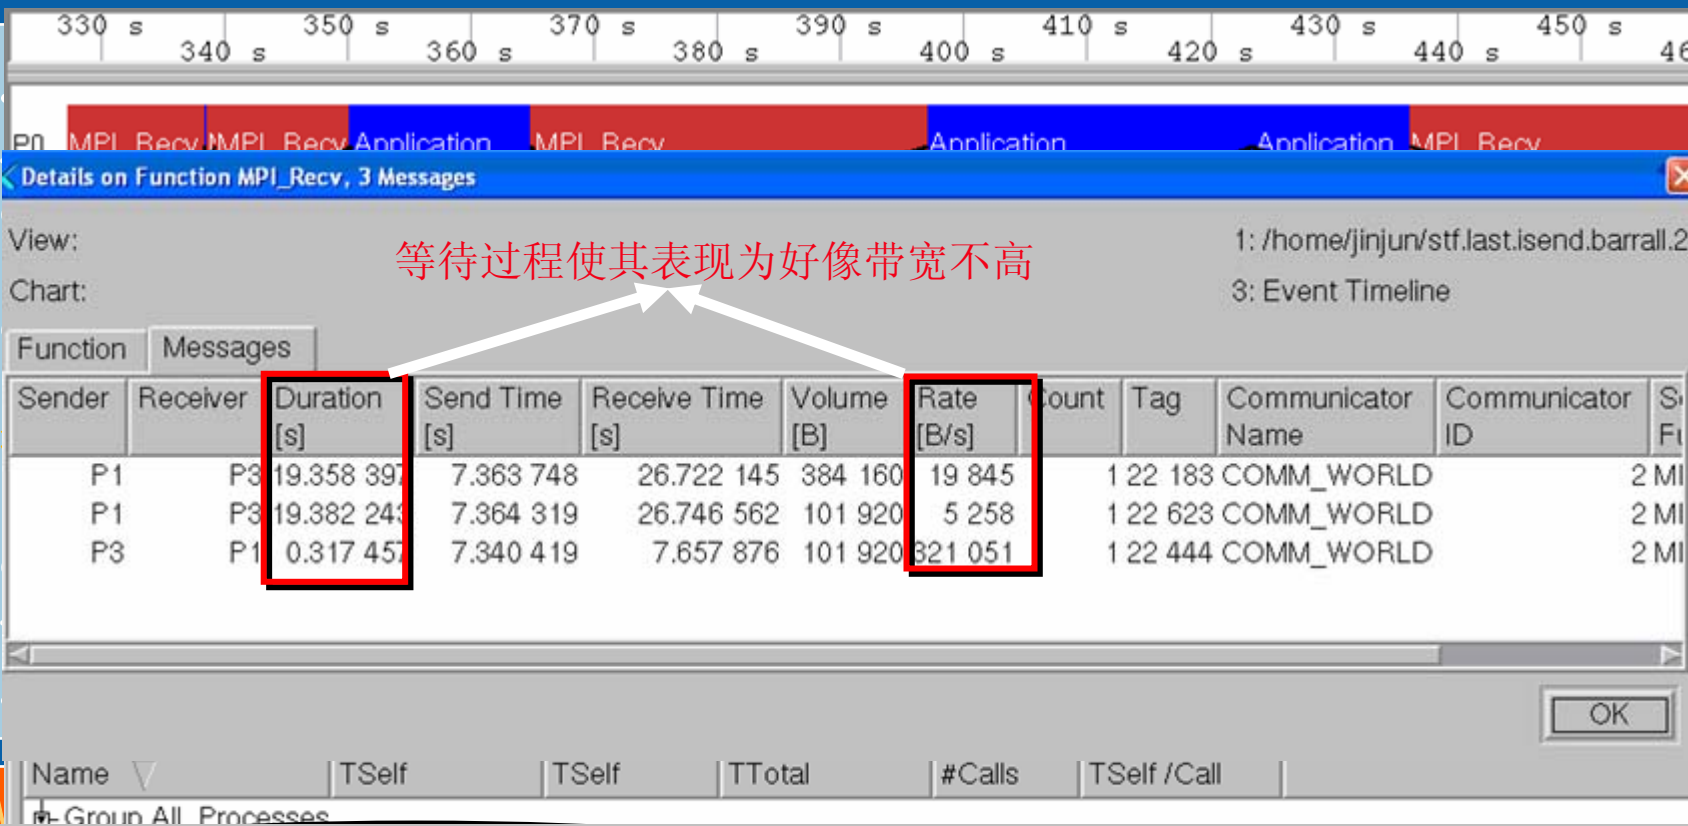 330 s 350 s 370 s 390 s 410 s 430 s 450 s
340 s 360 s 380 s 400 s 420 s 440 s 46
P0 MPI_Recv MPI_Recv Application MPI_Recv Application Application MPI_Recv
Details on Function MPI_Recv, 3 Messages
View: 1: /home/jinjun/stf.last.isend.barrall.2
等待过程使其表现为好像带宽不高
Chart: 3: Event Timeline
Function Messages
Sender Receiver Duration Send Time Receive Time Volume Rate Count Tag Communicator Communicator
[s] [s] [s] [B] [B/s] Name ID
P1 P3 19.358 397 7.363 748 26.722 145 384 160 19 845 1 22 183 COMM_WORLD 2 MI
P1 P3 19.382 243 7.364 319 26.746 562 101 920 5 258 1 22 623 COMM_WORLD 2 MI
P3 P1 0.317 457 7.340 419 7.657 876 101 920 321 051 1 22 444 COMM_WORLD 2 MI
OK
Name TSelf TSelf TTotal #Calls TSelf /Call
Group All_Processes